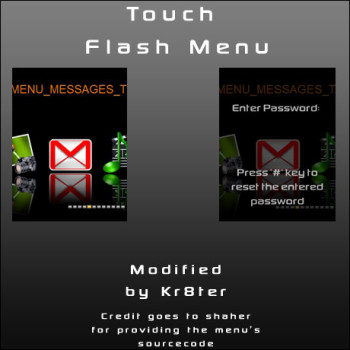 Touch
Flash Menu
MENU_MESSAGES_T
Enter Password:
Press '#' key to
reset the entered
password
Modified
by Kr8ter
Credit goes to shaher
for providing the menu's
sourcecode